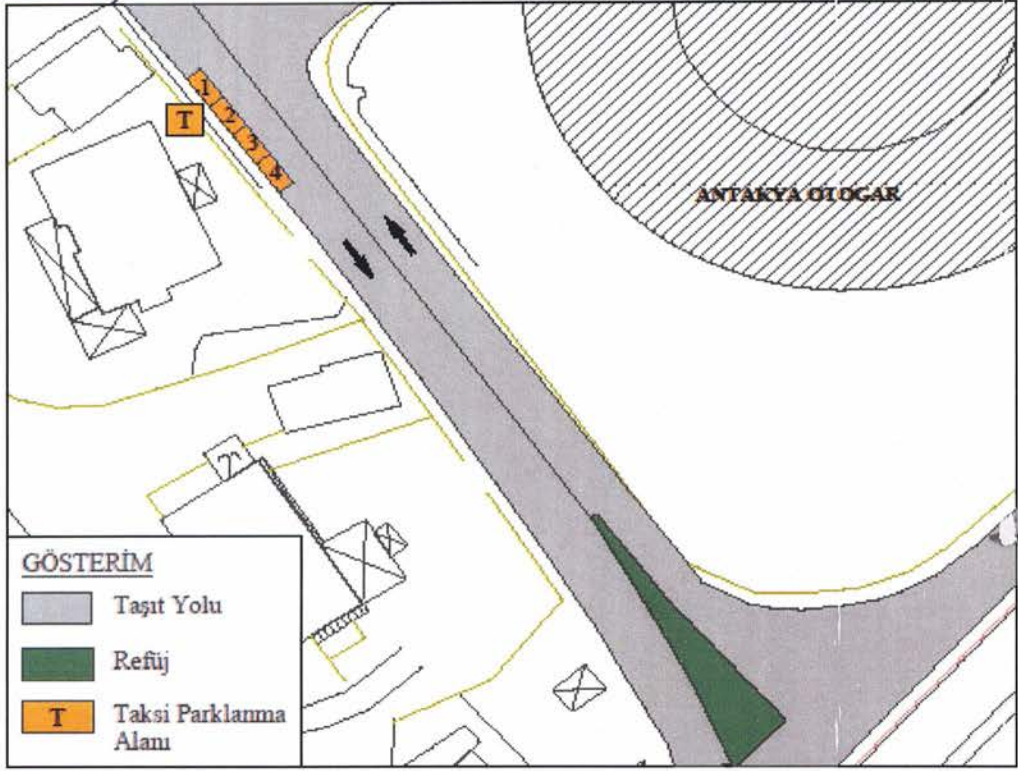 1
2
3
4
T
ANTAKYA OTOGAR
GÖSTERİM
Taşıt Yolu
Refüj
T
Taksi Parklanma
Alanı